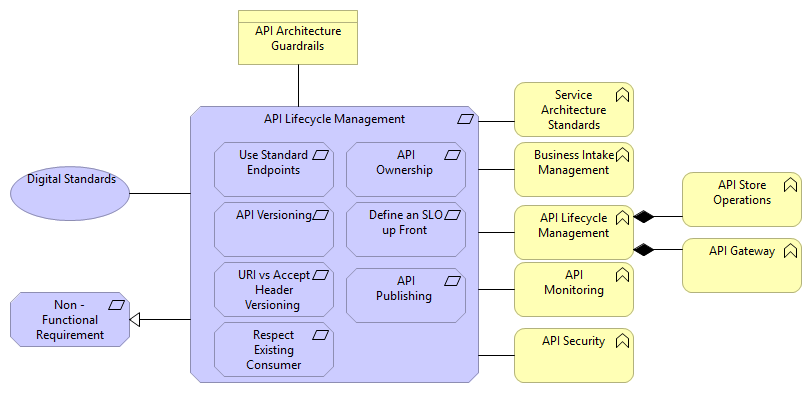 API Architecture
Guardrails
API Lifecycle Management
Use Standard
Endpoints
API
Ownership
API Versioning
Define an SLO
up Front
URI vs Accept
Header
Versioning
API
Publishing
Respect
Existing
Consumer
Digital Standards
Non -
Functional
Requirement
Service
Architecture
Standards
Business Intake
Management
API Lifecycle
Management
API
Monitoring
API Security
API Store
Operations
API Gateway